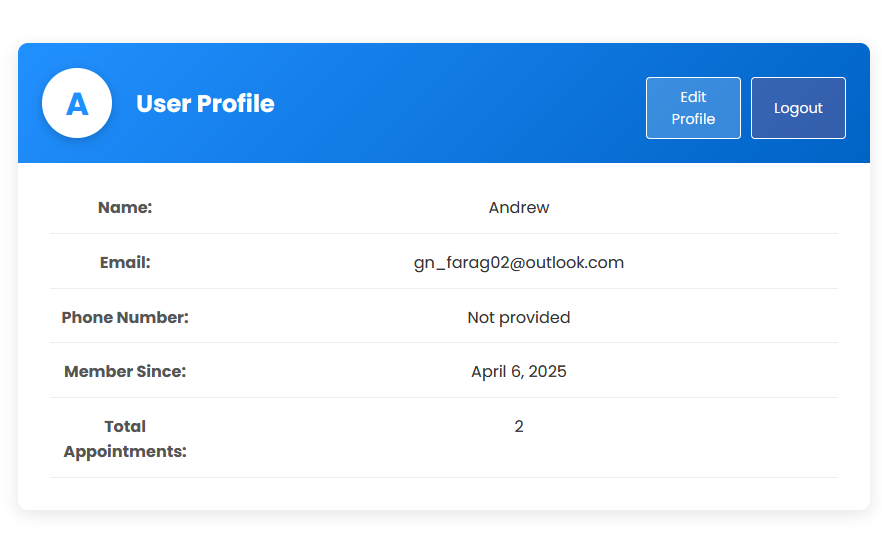 A
User Profile
Edit
Profile
Logout
Name:
Andrew
Email:
gn_farag02@outlook.com
Phone Number:
Not provided
Member Since:
April 6, 2025
Total
Appointments:
2